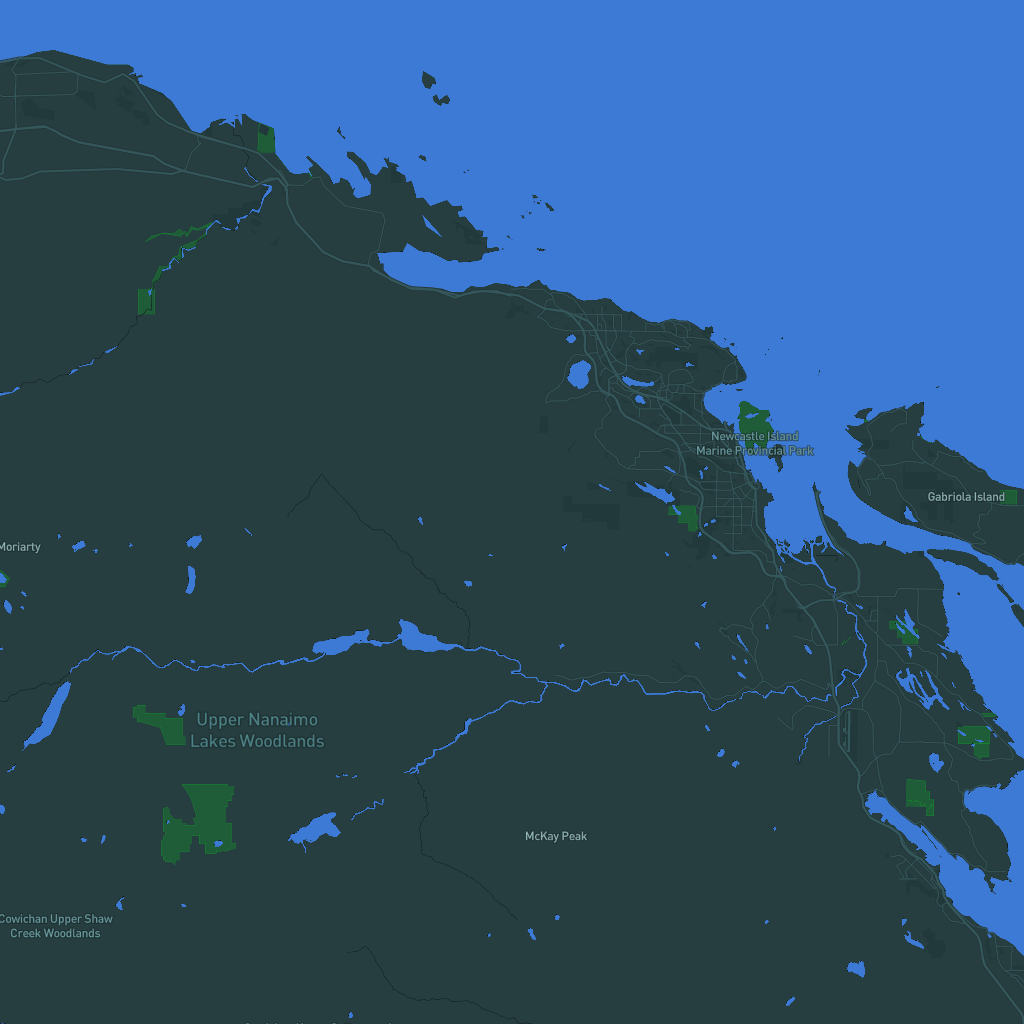 Newcastle Island
Marine Provincial Park
Gabriola Island
Moriarty
Upper Nanaimo
Lakes Woodlands
McKay Peak
Cowichan Upper Shaw
Creek Woodlands